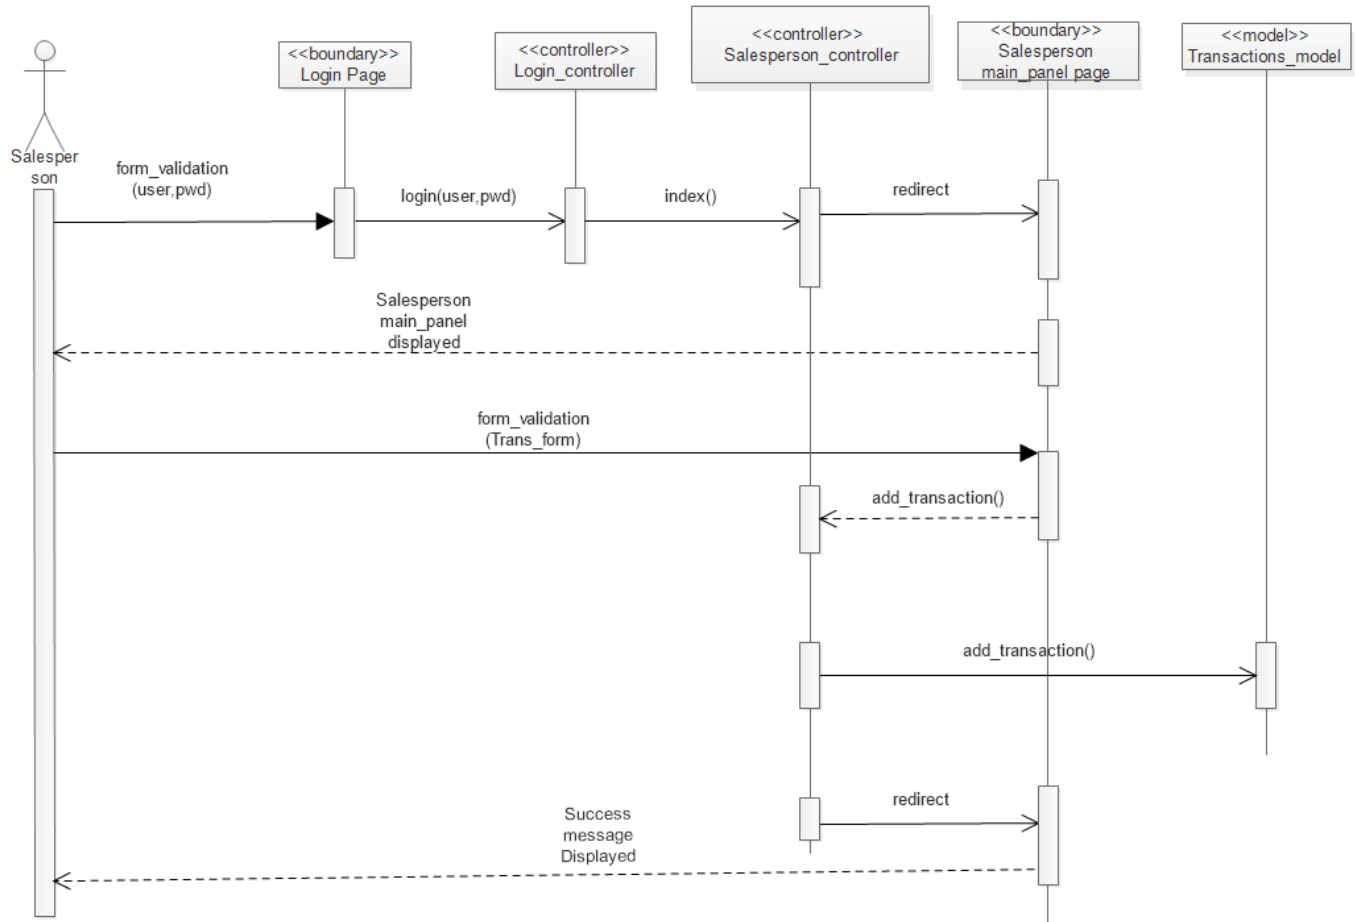 <<boundary>>
Login Page
<<controller>>
Login_controller
<<controller>>
Salesperson_controller
<<boundary>>
Salesperson
main_panel page
<<model>>
Transactions_model
Salesper
son
form_validation
(user,pwd)
login(user,pwd)
index()
redirect
Salesperson
main_panel
displayed
form_validation
(Trans_form)
add_transaction()
add_transaction()
redirect
Success
message
Displayed